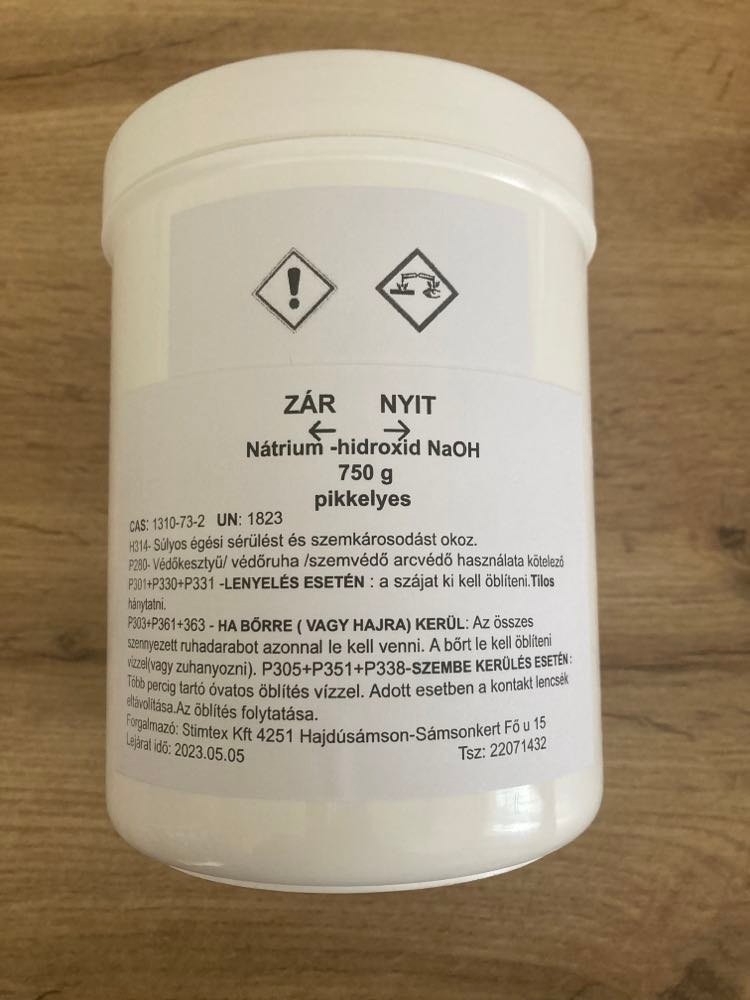 ZÁR NYIT
← →
Nátrium -hidroxid NaOH
750 g
pikkelyes
CAS: 1310-73-2 UN: 1823
H314- Súlyos égési sérülést és szemkárosodást okoz.
P280- Védőkesztyű/ védőruha /szemvédő arcvédő használata kötelező
P301+P330+P331 -LENYELÉS ESETÉN : a szájat ki kell öblíteni.Tilos
hánytatni.
P303+P361+363 - HA BŐRRE ( VAGY HAJRA) KERÜL: Az összes
szennyezett ruhadarabot azonnal le kell venni. A bőrt le kell öblíteni
vízzel(vagy zuhanyozni). P305+P351+P338-SZEMBE KERÜLÉS ESETÉN:
Több percig tartó óvatos öblítés vízzel. Adott esetben a kontakt lencsék
eltávolítása.Az öblítés folytatása.
Forgalmazó: Stimtex Kft 4251 Hajdúsámson-Sámsonkert Fő u 15
Lejárat idő: 2023.05.05 Tsz: 22071432